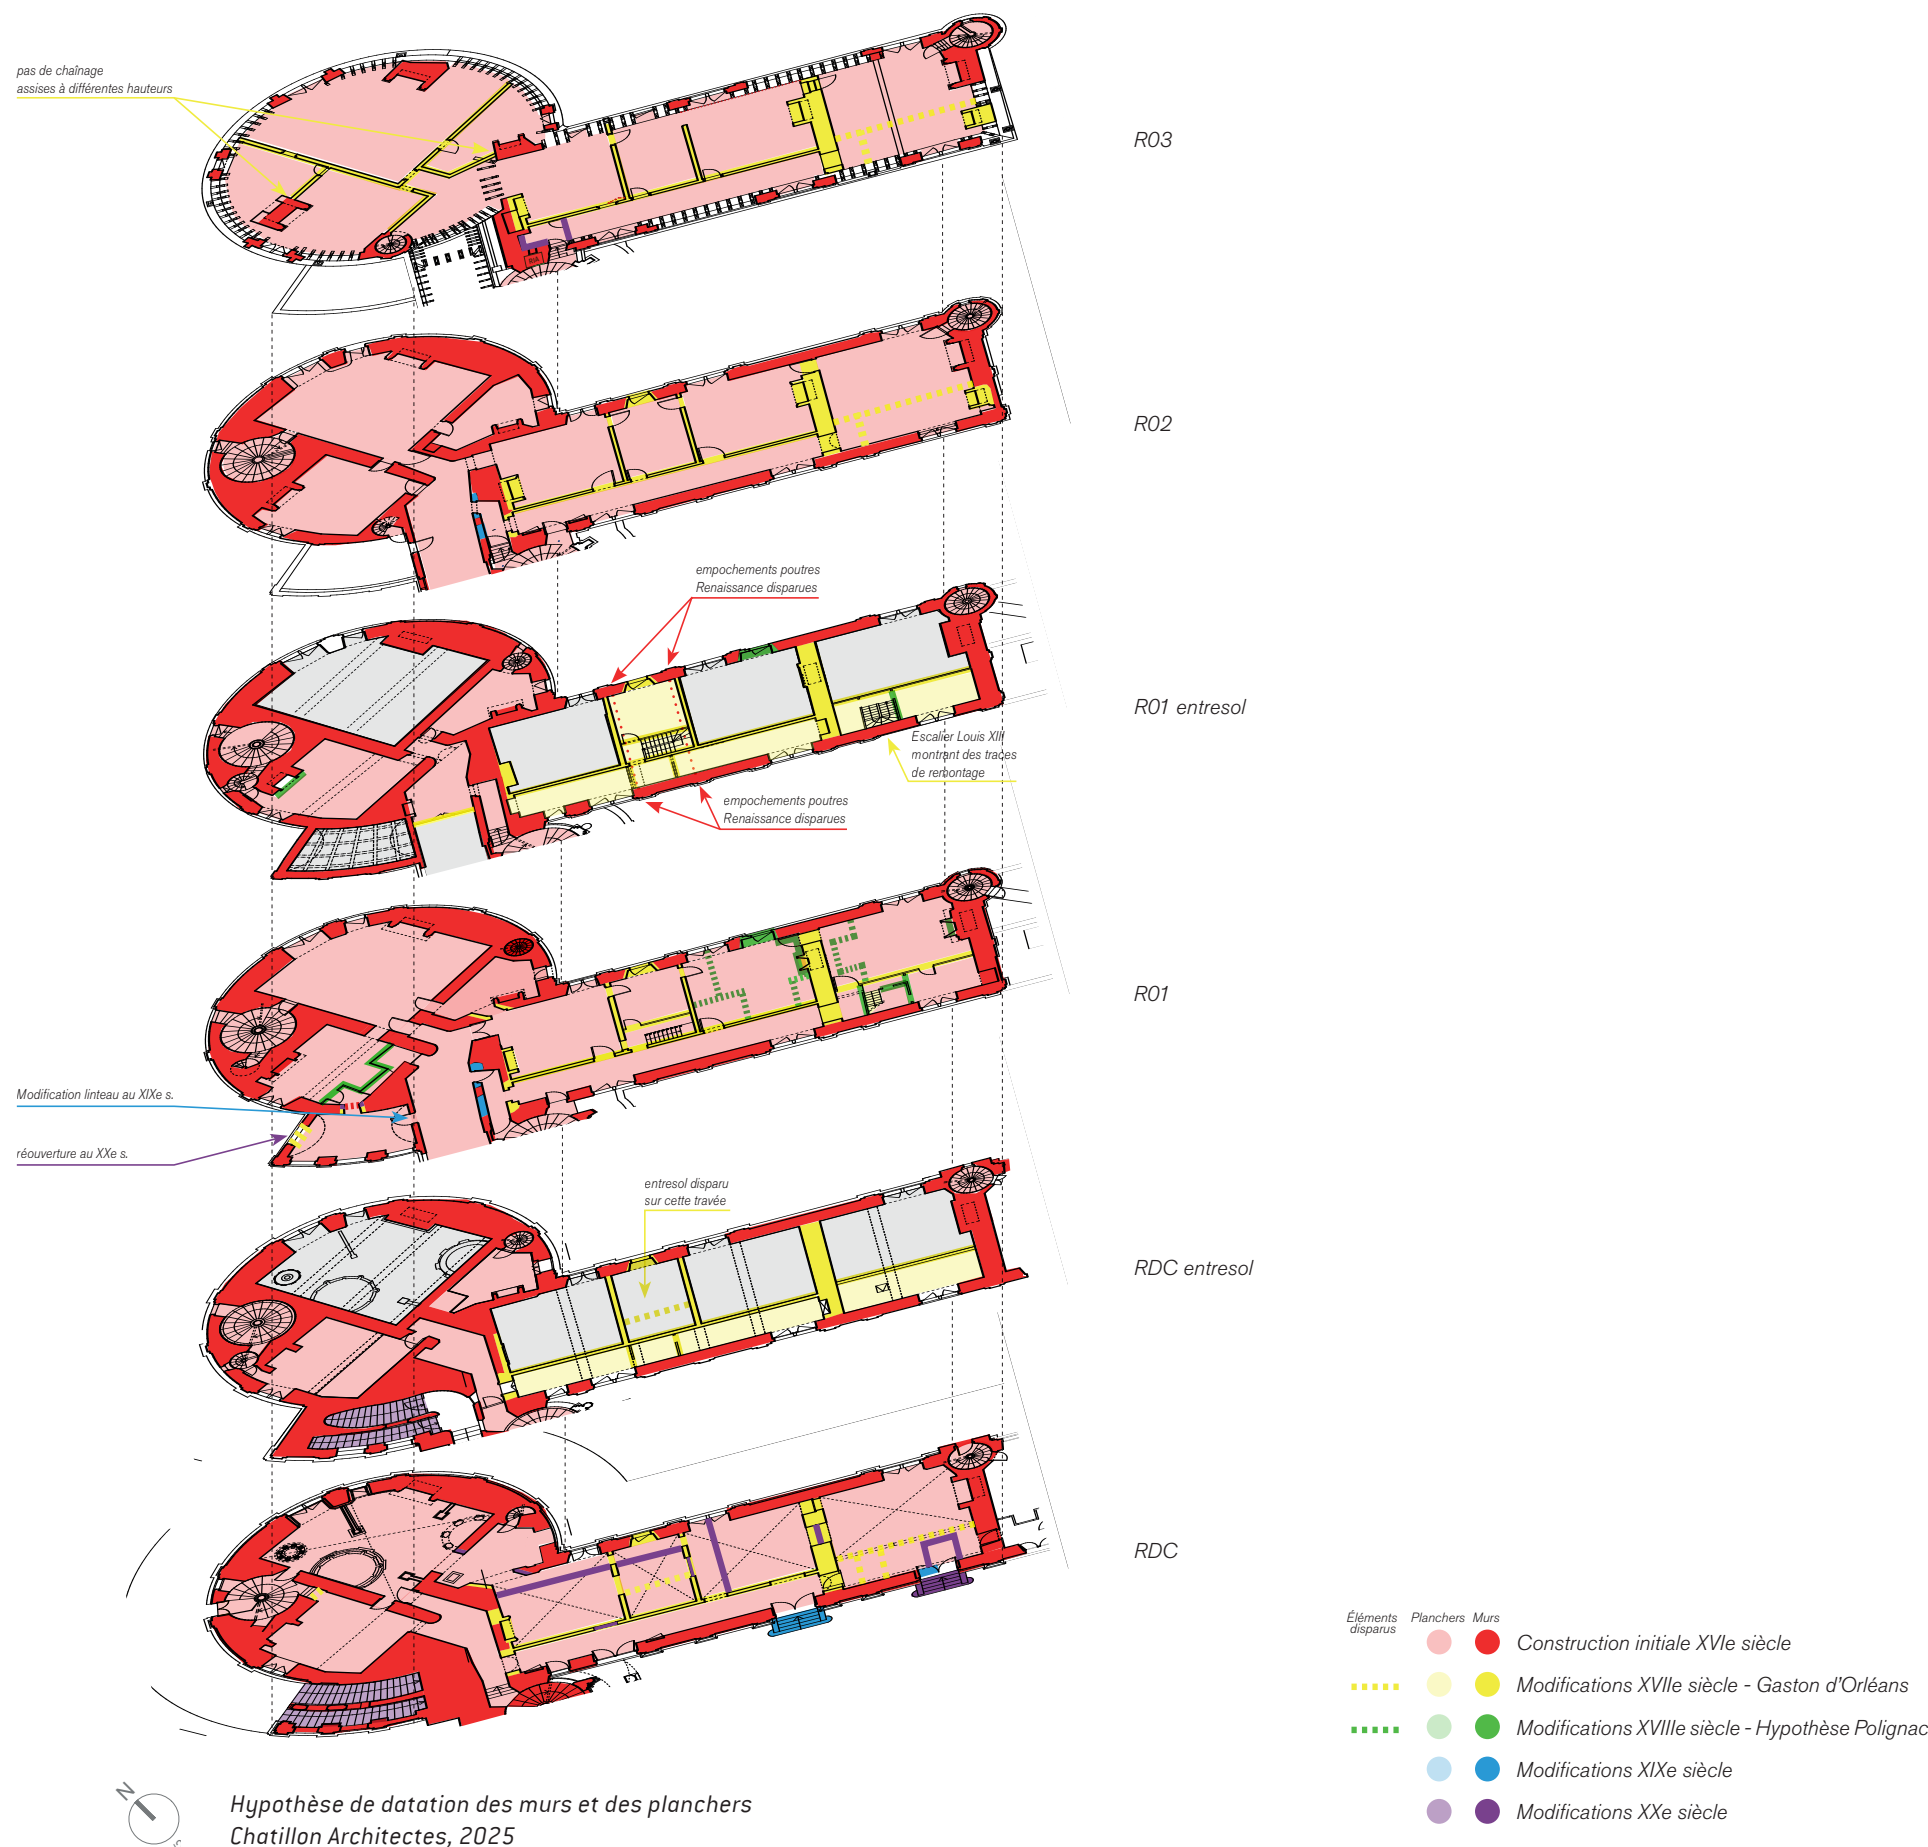 pas de chaînage
assises à différentes hauteurs
R03
R02
empochements poutres
Renaissance disparues
R01 entresol
Escalier Louis XIII
montrant des traces
de remontage
empochements poutres
Renaissance disparues
R01
Modification linteau au XIXe s.
réouverture au XXe s.
entresol disparu
sur cette travée
RDC entresol
RDC
Éléments
disparus
Planchers Murs
Construction initiale XVIe siècle
Modifications XVIIe siècle - Gaston d'Orléans
Modifications XVIIIe siècle - Hypothèse Polignac
Modifications XIXe siècle
Modifications XXe siècle
N
Hypothèse de datation des murs et des planchers
Chatillon Architectes, 2025